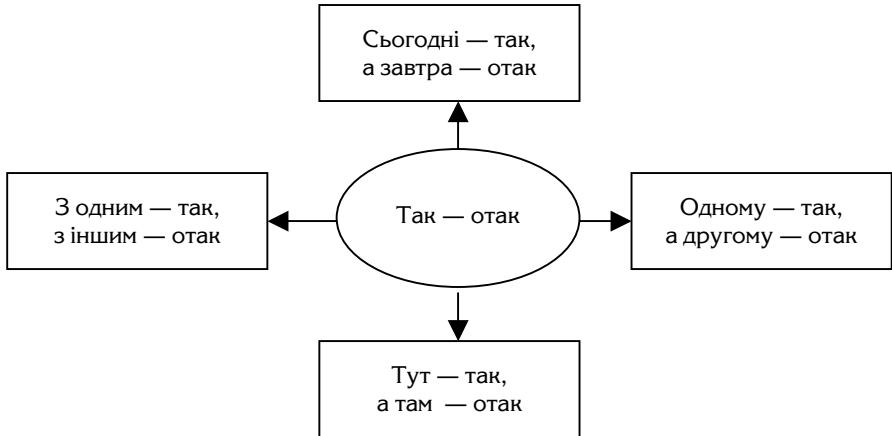 Сьогодні — так,
а завтра — отак
З одним — так,
з іншим — отак
Так — отак
Одному — так,
а другому — отак
Тут — так,
а там — отак